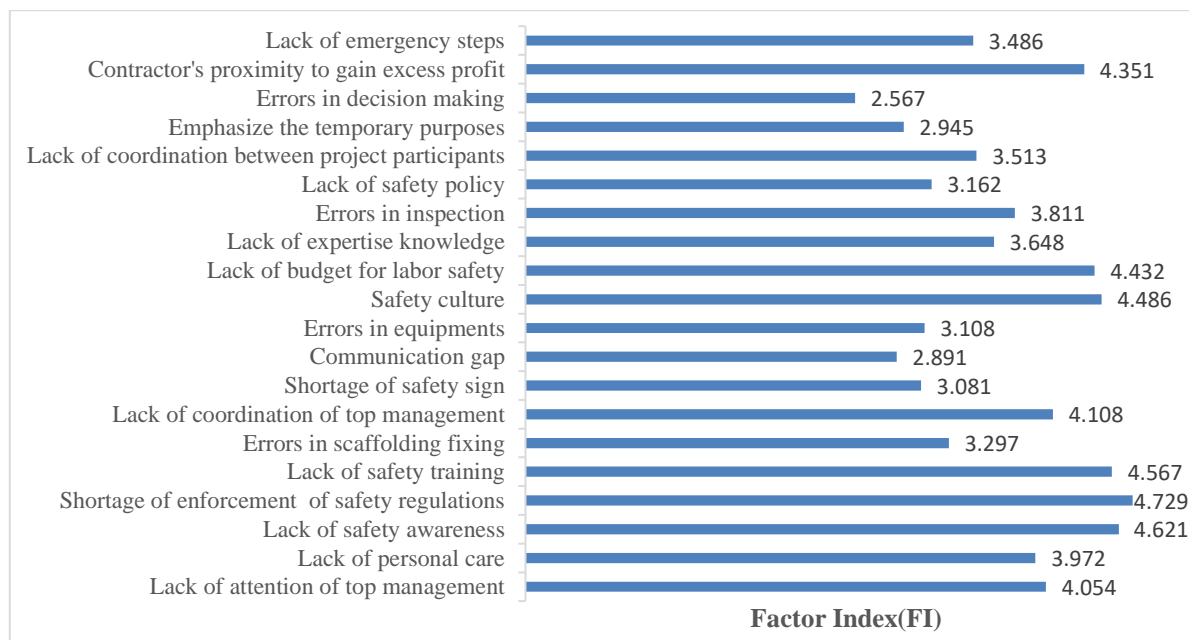 Lack of emergency steps 3.486
Contractor's proximity to gain excess profit 4.351
Errors in decision making 2.567
Emphasize the temporary purposes 2.945
Lack of coordination between project participants 3.513
Lack of safety policy 3.162
Errors in inspection 3.811
Lack of expertise knowledge 3.648
Lack of budget for labor safety 4.432
Safety culture 4.486
Errors in equipments 3.108
Communication gap 2.891
Shortage of safety sign 3.081
Lack of coordination of top management 4.108
Errors in scaffolding fixing 3.297
Lack of safety training 4.567
Shortage of enforcement of safety regulations 4.729
Lack of safety awareness 4.621
Lack of personal care 3.972
Lack of attention of top management 4.054
Factor Index(FI)